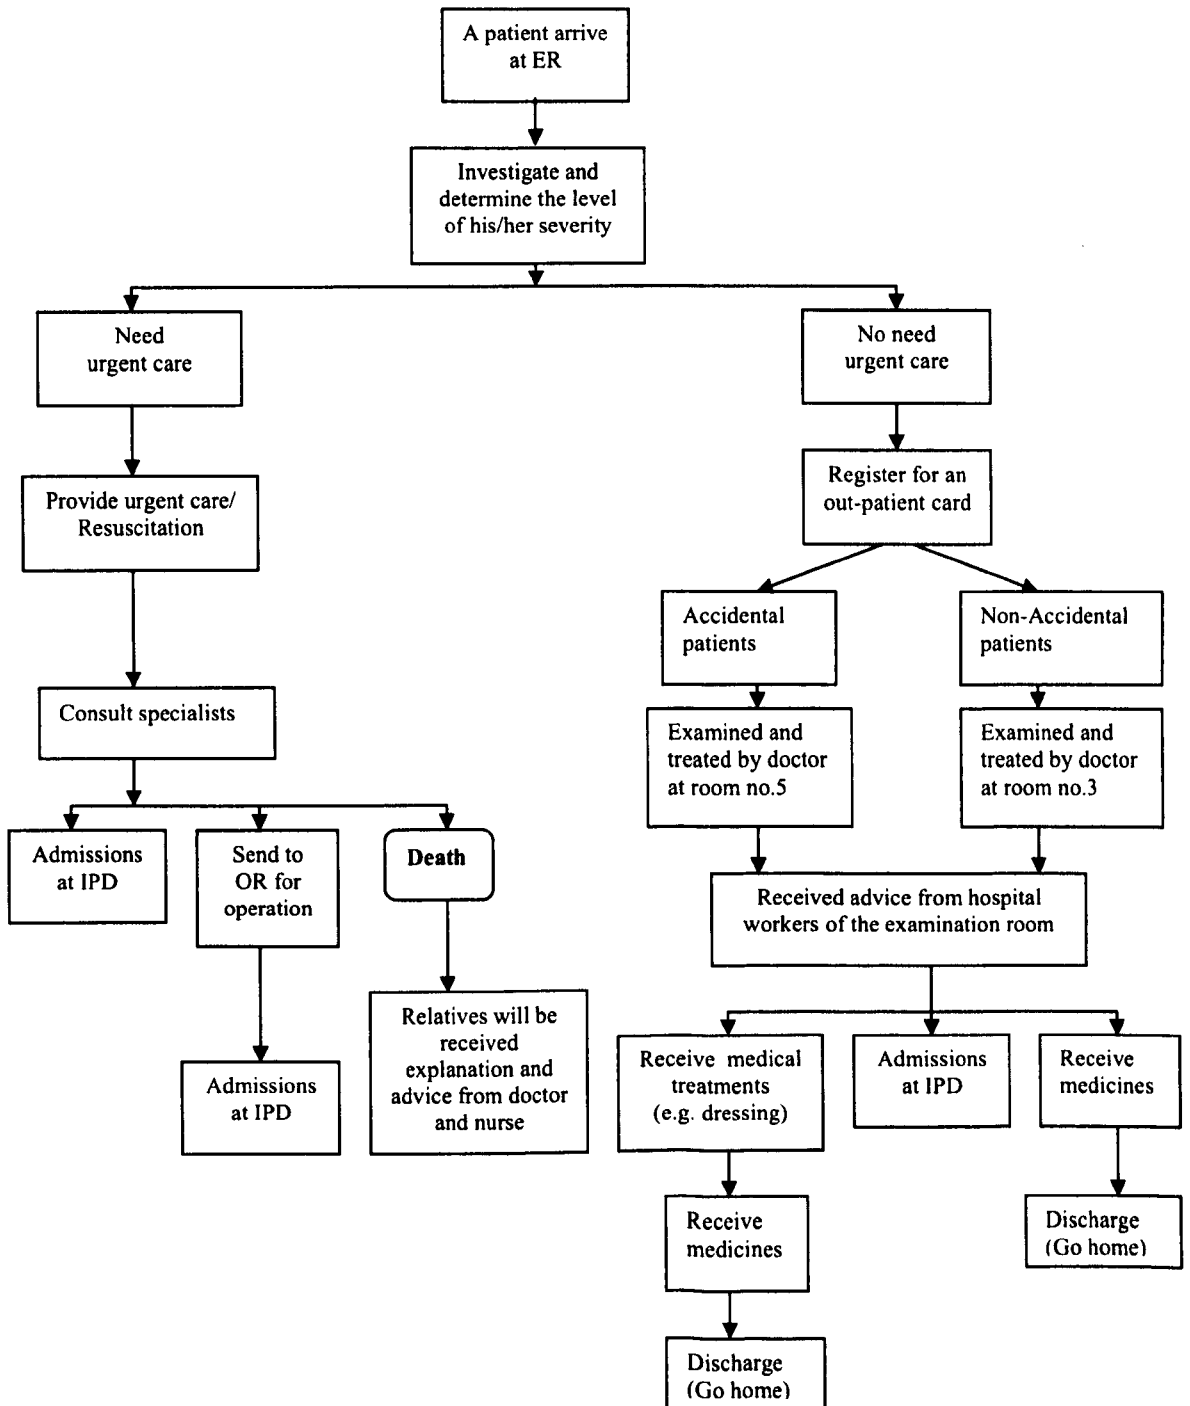 A patient arrive
at ER
Investigate and
determine the level
of his/her severity
Need
urgent care
No need
urgent care
Provide urgent care/
Resuscitation
Register for an
out-patient card
Accidental
patients
Non-Accidental
patients
Consult specialists
Examined and
treated by doctor
at room no.5
Examined and
treated by doctor
at room no.3
Admissions
at IPD
Send to
OR for
operation
Death
Received advice from hospital
workers of the examination room
Admissions
at IPD
Relatives will be
received
explanation and
advice from doctor
and nurse
Receive medical
treatments
(e.g. dressing)
Admissions
at IPD
Receive
medicines
Receive
medicines
Discharge
(Go home)
Discharge
(Go home)